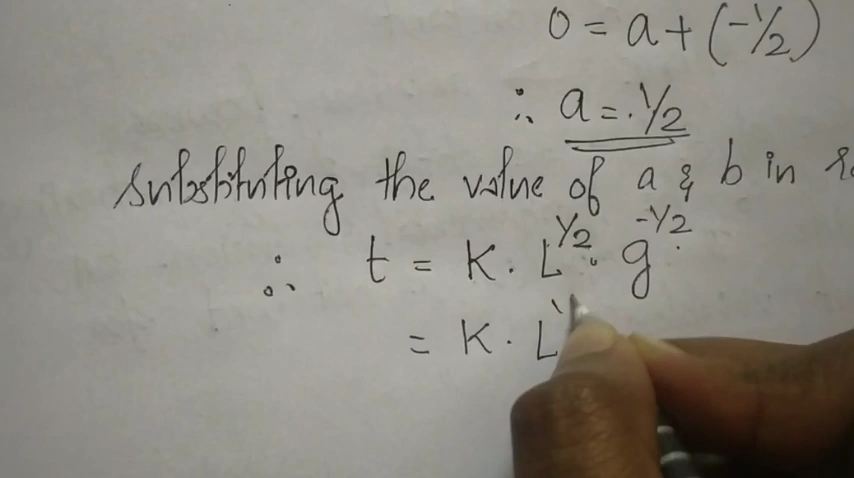 0 = a + (-1/2)
∴ a = 1/2
substituting the value of a & b in
∴ t = K · L^1/2 · g^-1/2
= K · L